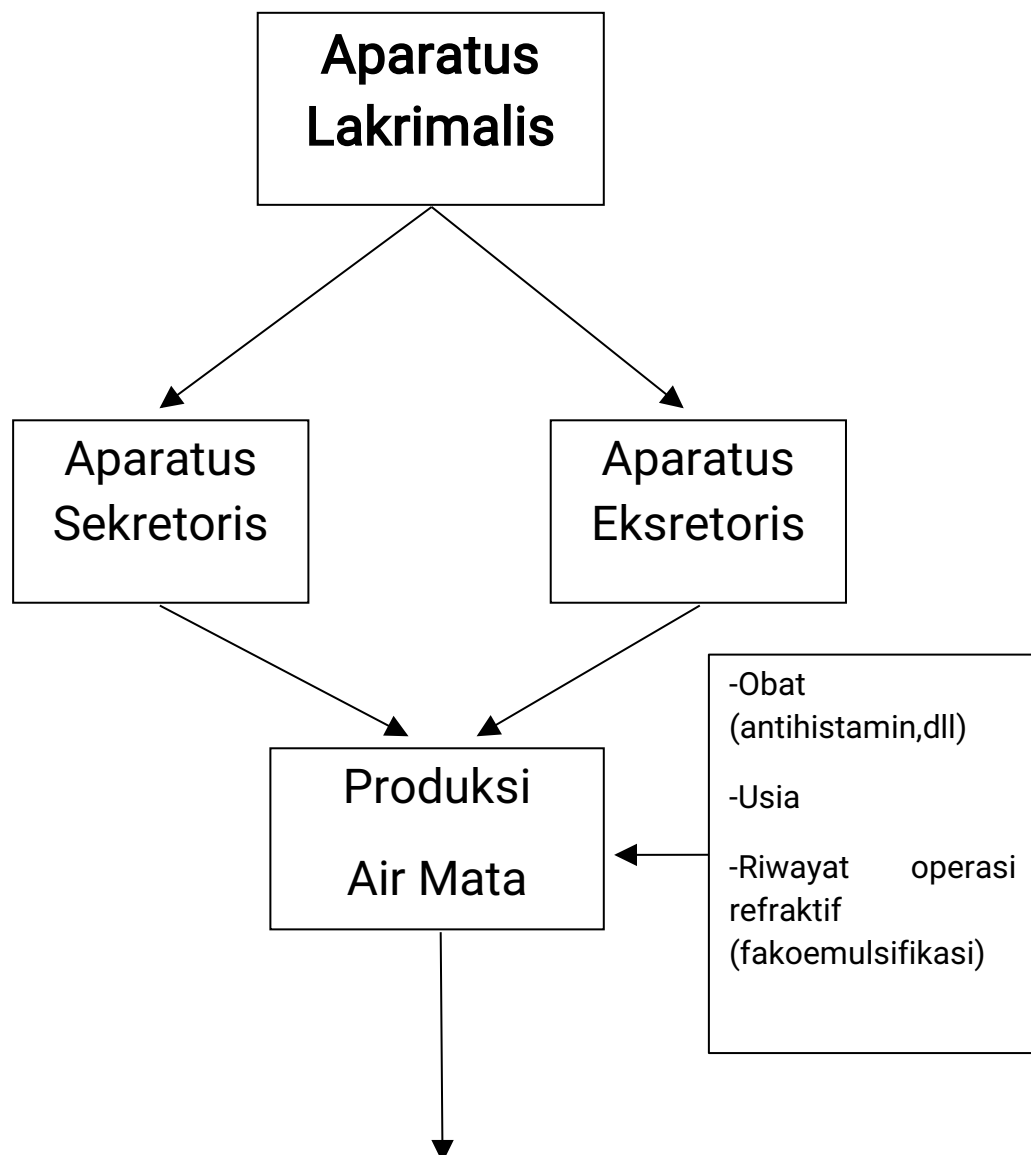 Aparatus
Lakrimalis
Aparatus
Sekretoris
Aparatus
Eksretoris
-Obat
(antihistamin,dll)
-Usia
-Riwayat operasi
refraktif
(fakoemulsifikasi)
Produksi
Air Mata